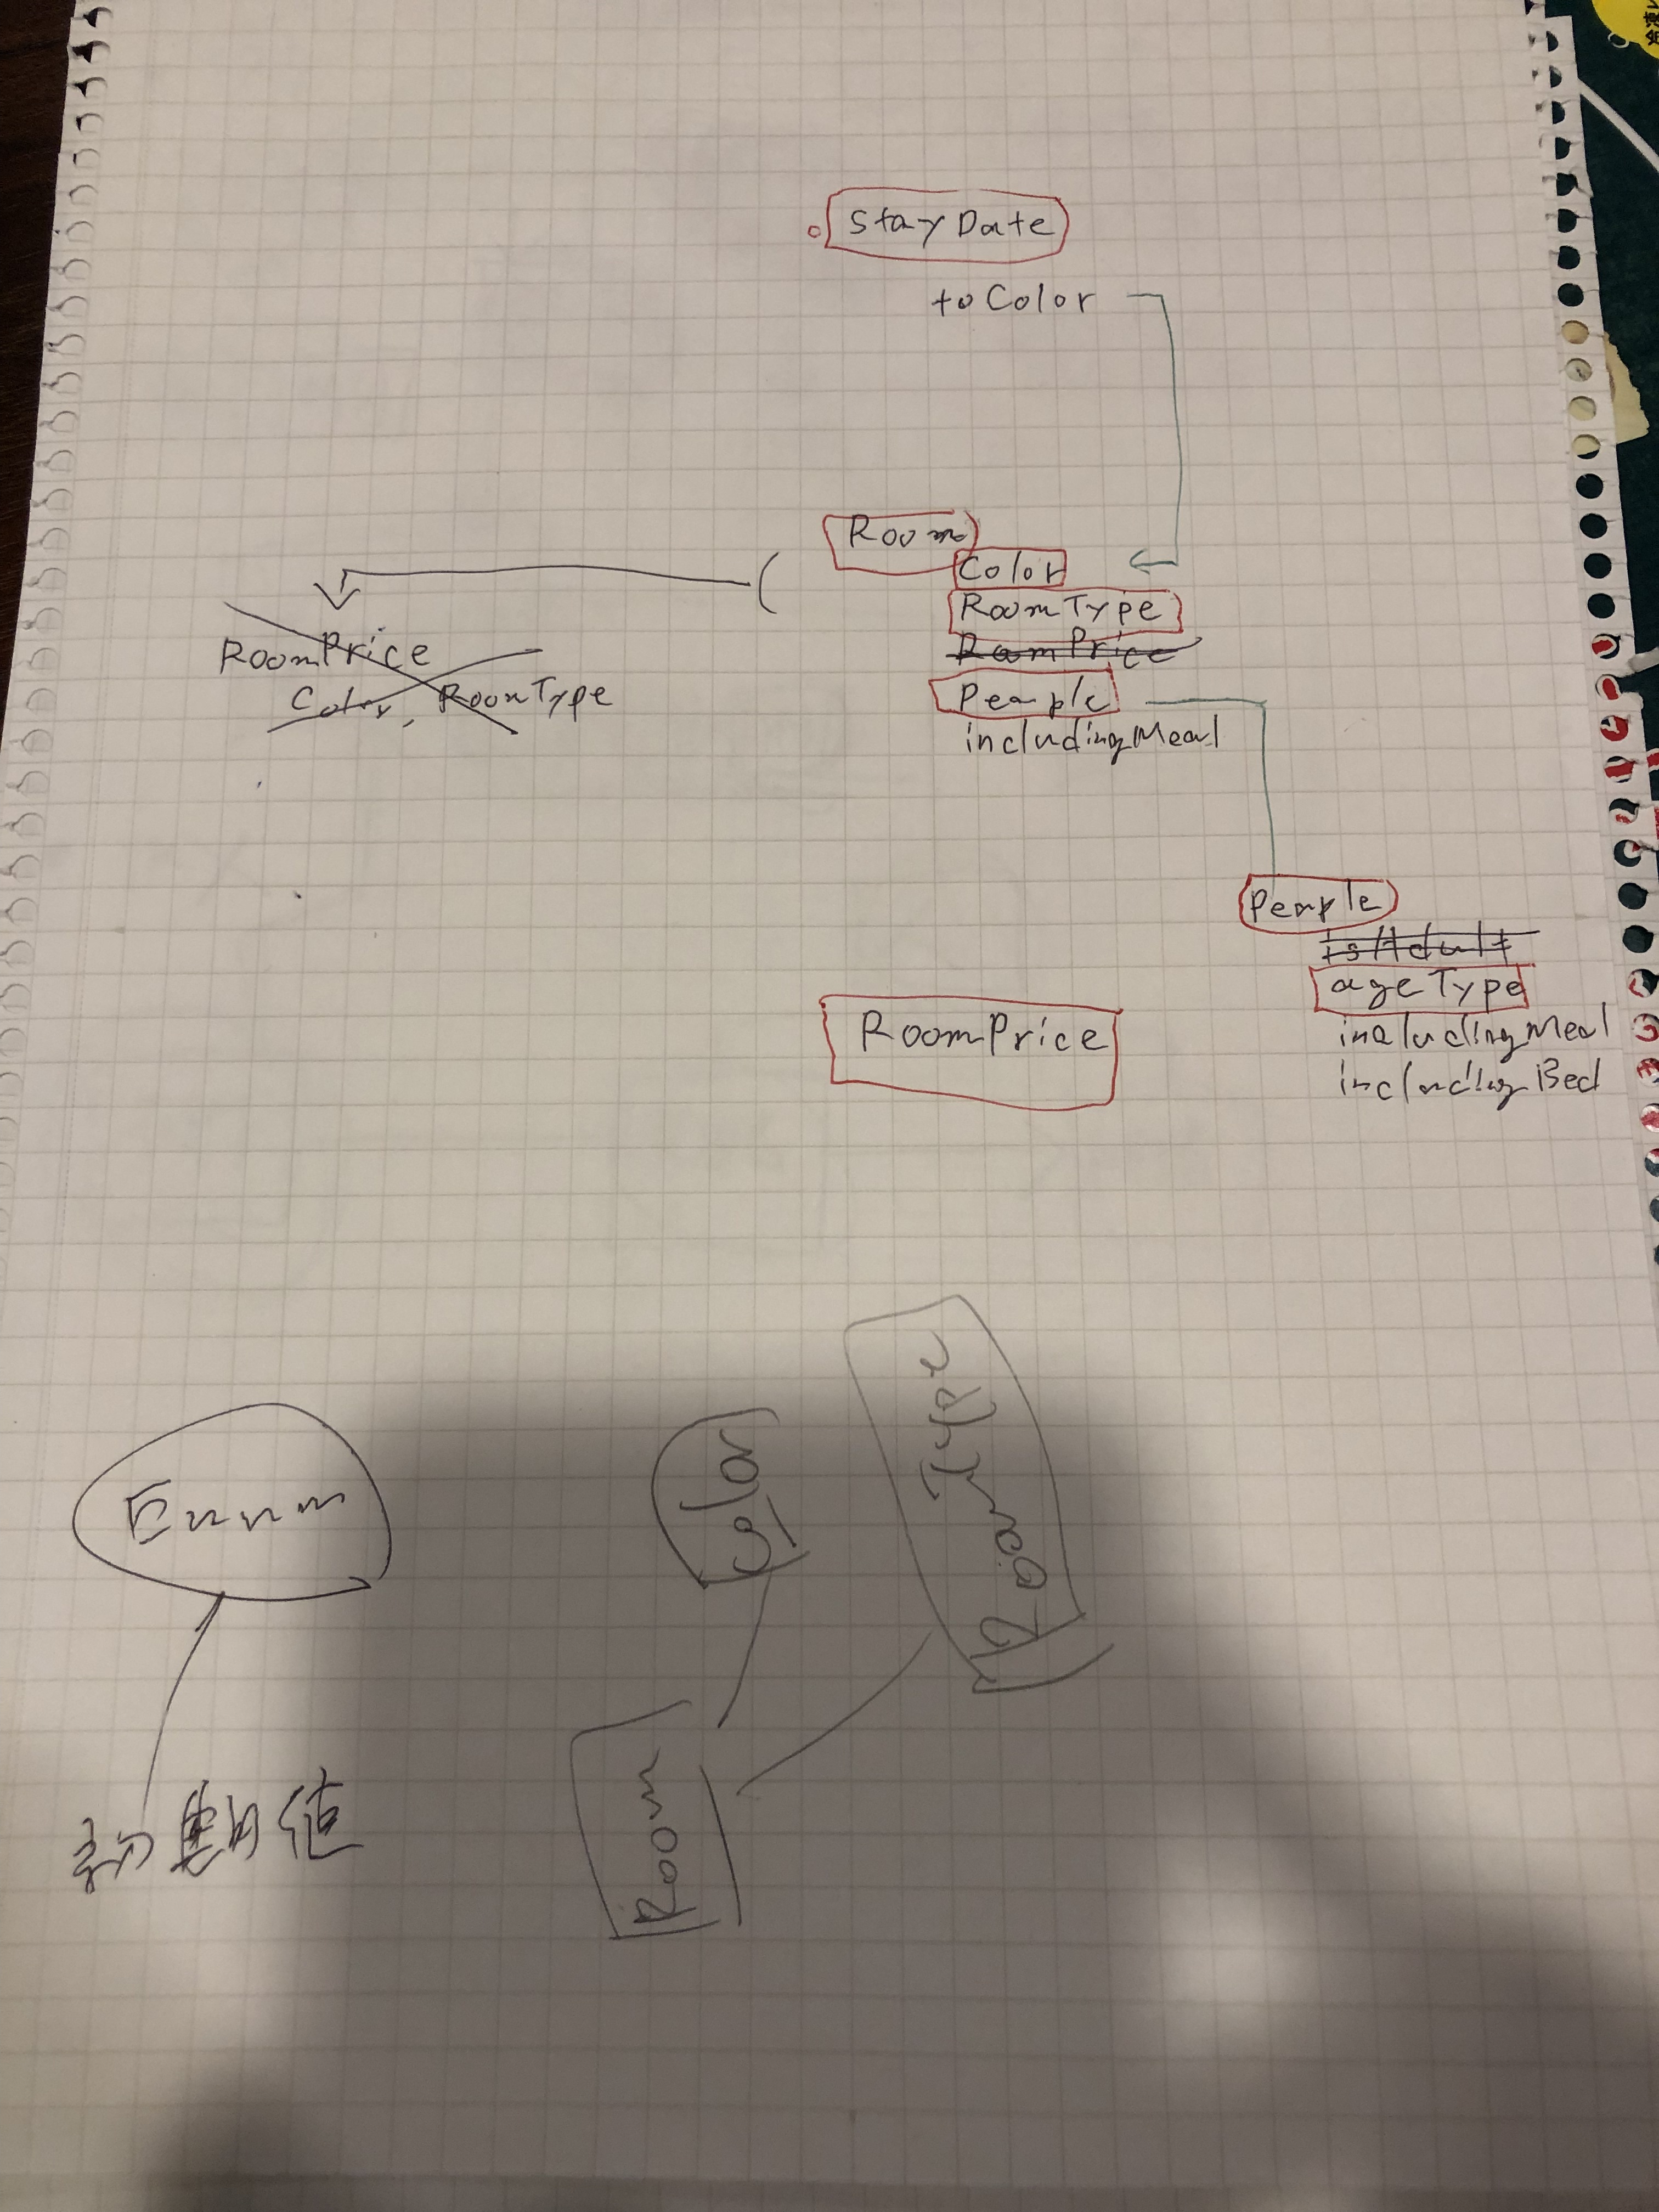 StayDate
toColor
Room
Color
RoomType
RoomPrice
People
includingMeal
RoomPrice
Color, RoomType
People
isAdult
ageType
includingMeal
includingBed
RoomPrice
Enum
初期値
Color
RoomType
Room